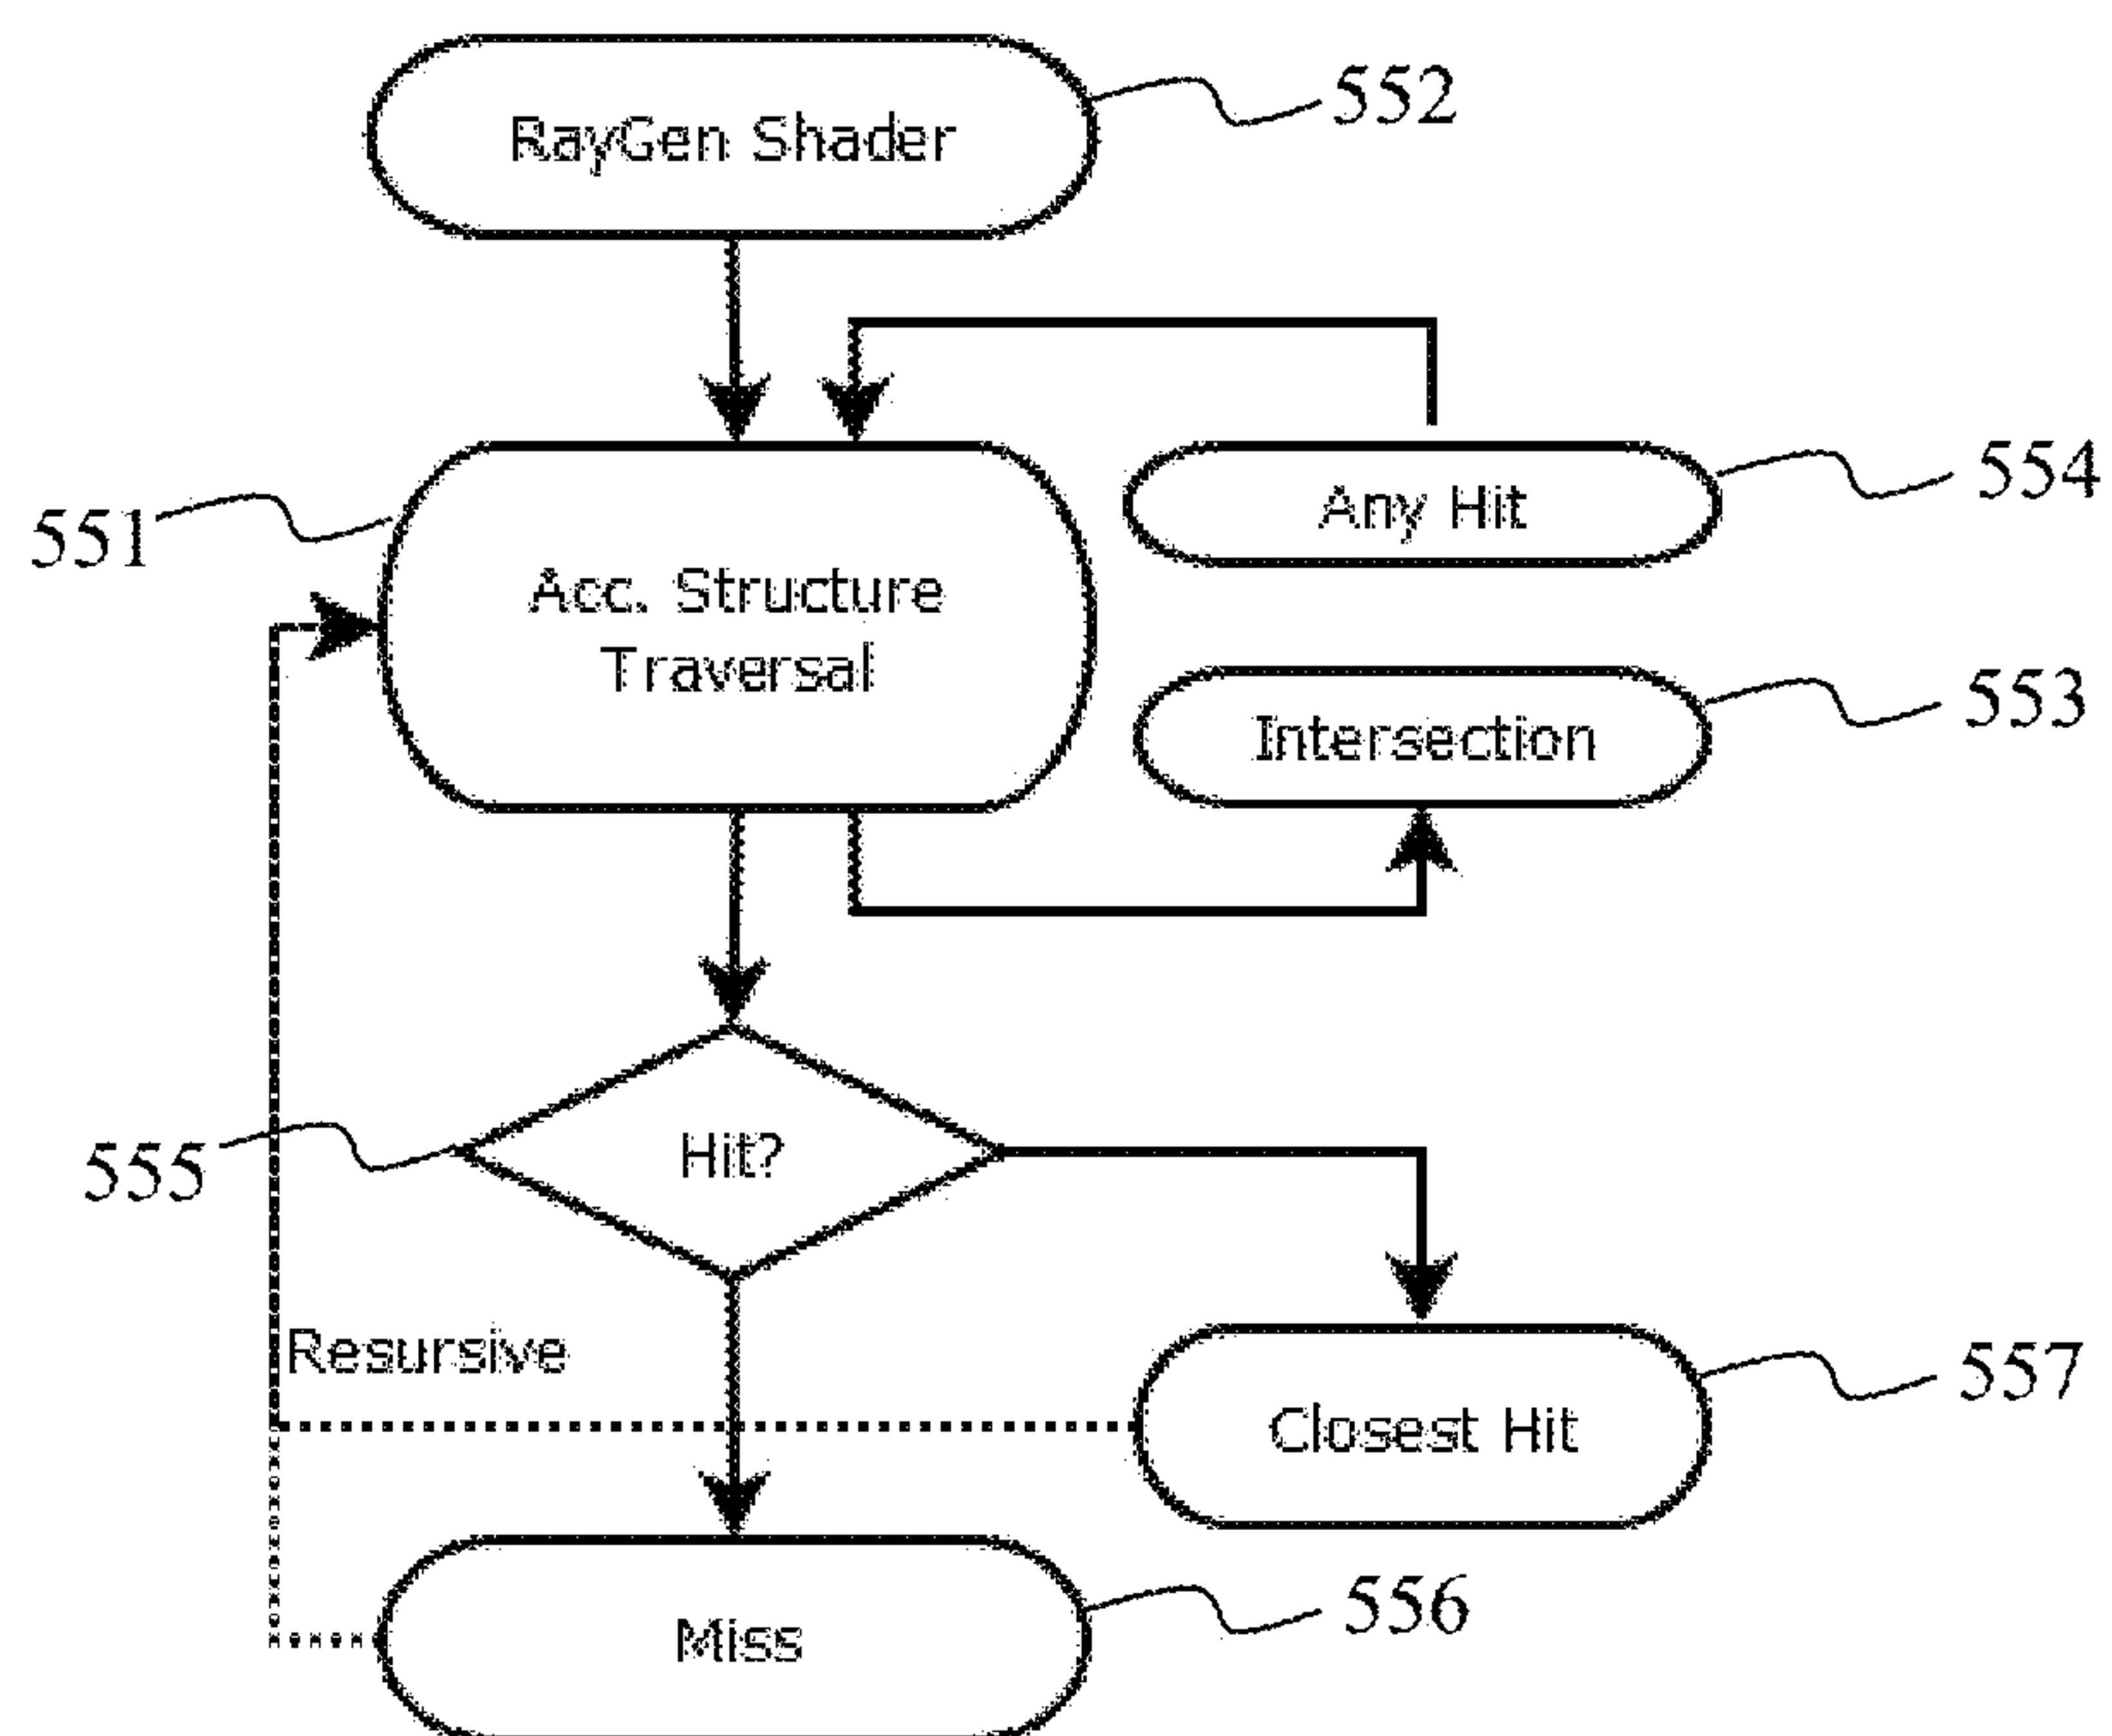 RayGen Shader
552
551
Acc. Structure
Traversal
Any Hit
554
Intersection
553
555
Hit?
Resursive
Closest Hit
557
Miss
556